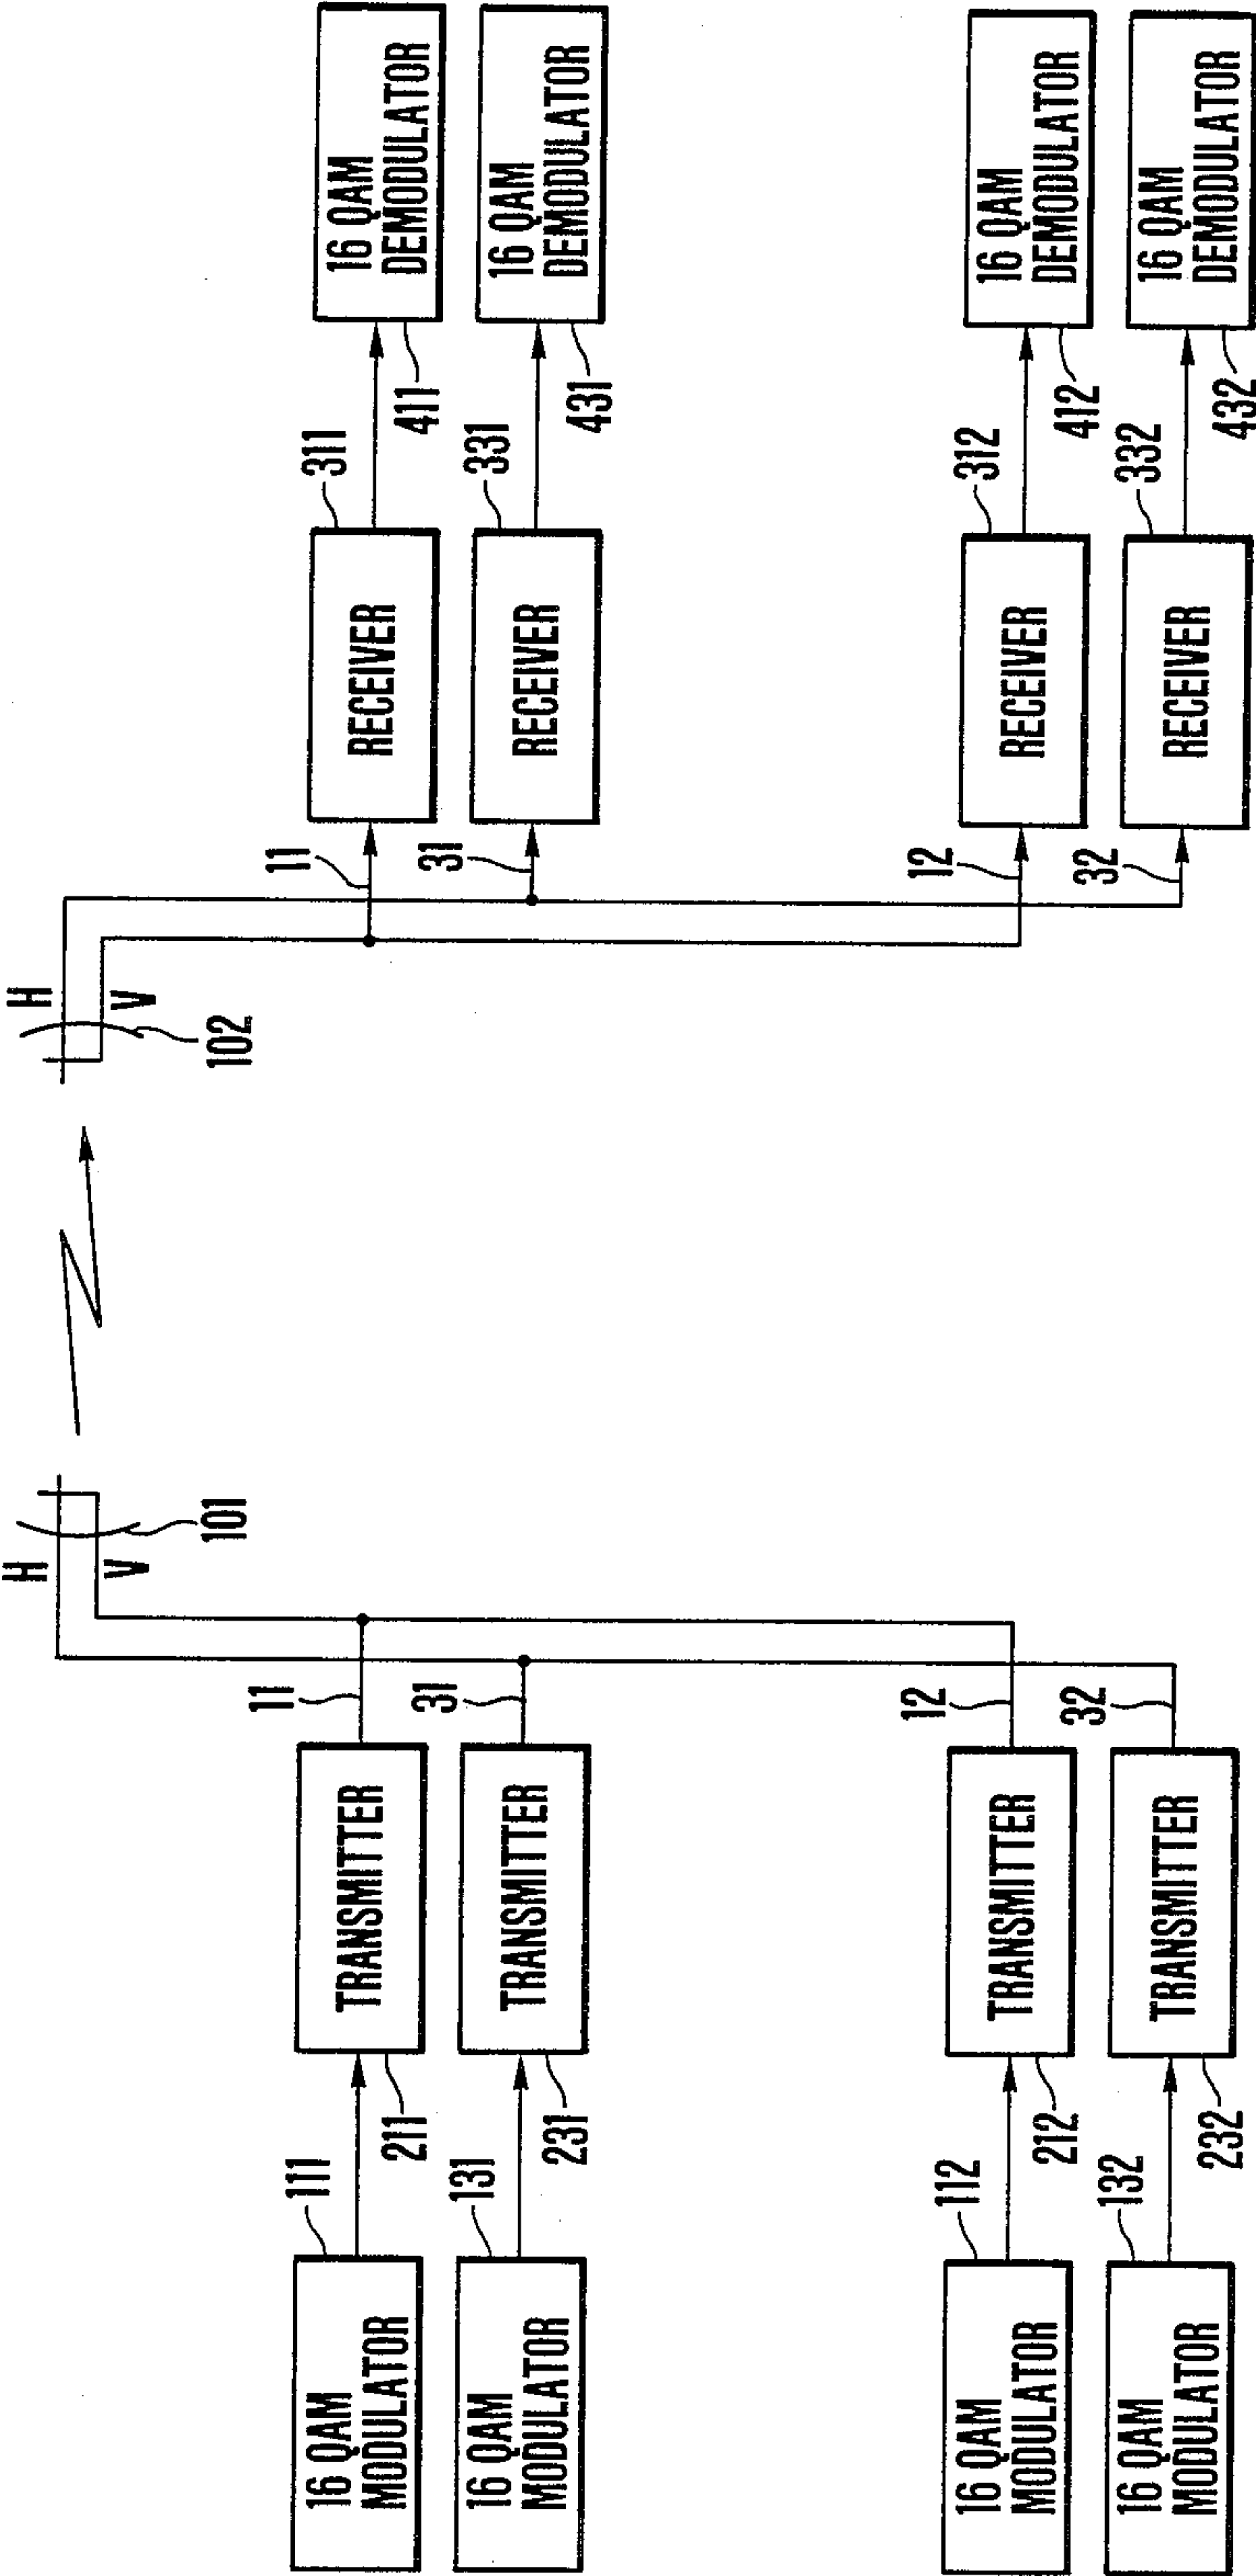 H
V
101
H
V
102
16 QAM
MODULATOR
111
211
TRANSMITTER
11
11
RECEIVER
311
411
16 QAM
DEMODULATOR
16 QAM
MODULATOR
131
231
TRANSMITTER
31
31
RECEIVER
331
431
16 QAM
DEMODULATOR
16 QAM
MODULATOR
112
212
TRANSMITTER
12
12
RECEIVER
312
412
16 QAM
DEMODULATOR
16 QAM
MODULATOR
132
232
TRANSMITTER
32
32
RECEIVER
332
432
16 QAM
DEMODULATOR